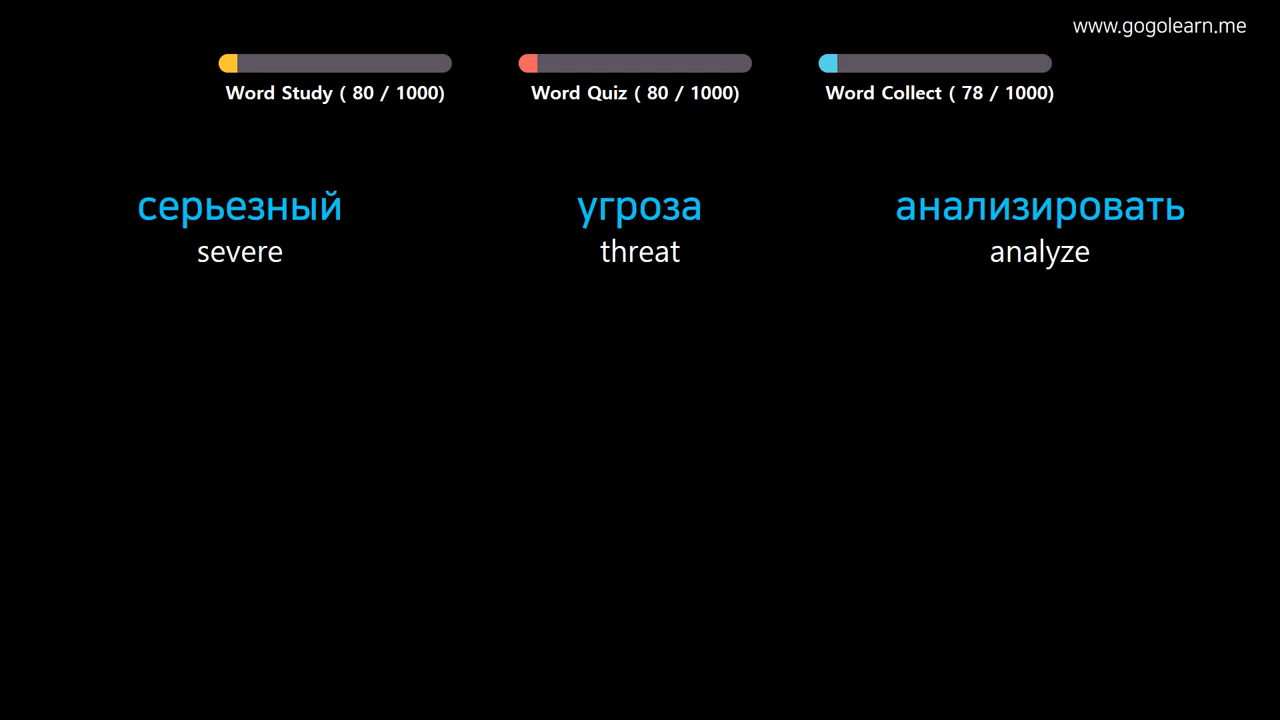 www.gogolearn.me
Word Study ( 80 / 1000)
Word Quiz ( 80 / 1000)
Word Collect ( 78 / 1000)
серьезный
severe
угроза
threat
анализировать
analyze